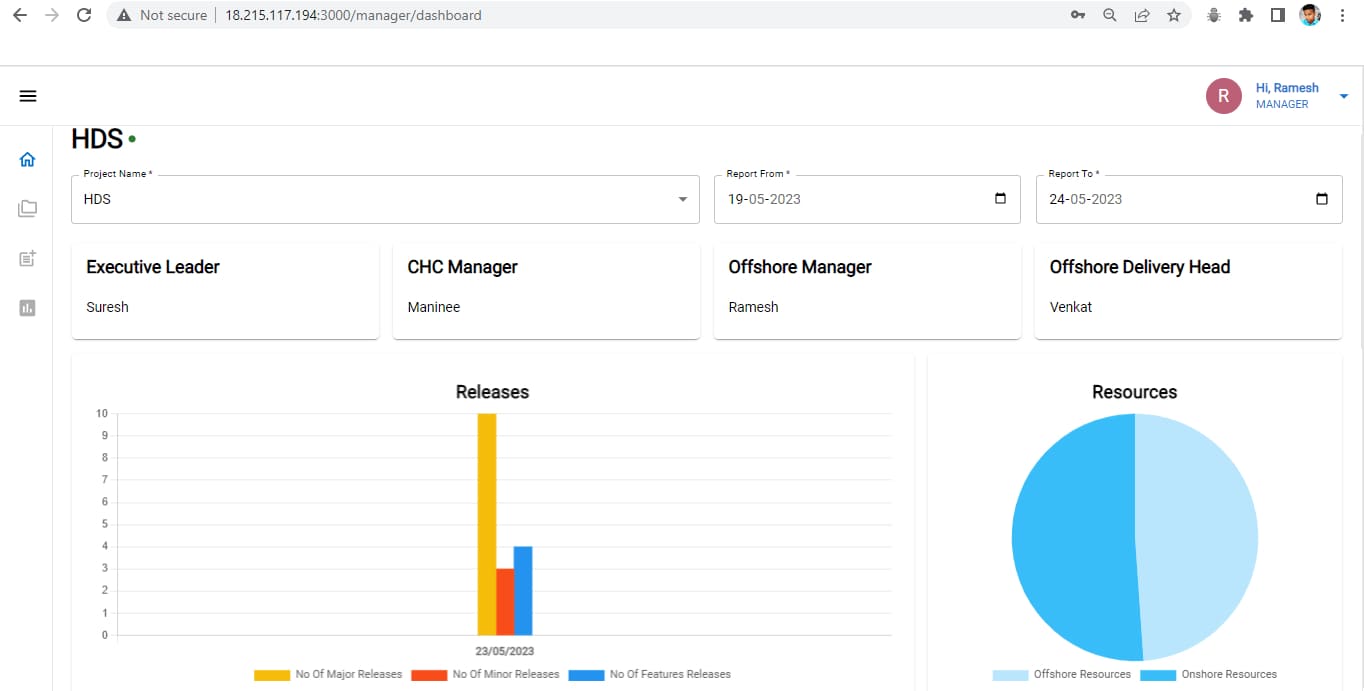 Not secure 18.215.117.194:3000/manager/dashboard
R
Hi, Ramesh
MANAGER
HDS
Project Name *
HDS
Report From *
19-05-2023
Report To *
24-05-2023
Executive Leader
Suresh
CHC Manager
Maninee
Offshore Manager
Ramesh
Offshore Delivery Head
Venkat
Releases
10
9
8
7
6
5
4
3
2
1
0
23/05/2023
No Of Major Releases No Of Minor Releases No Of Features Releases
Resources
Offshore Resources Onshore Resources